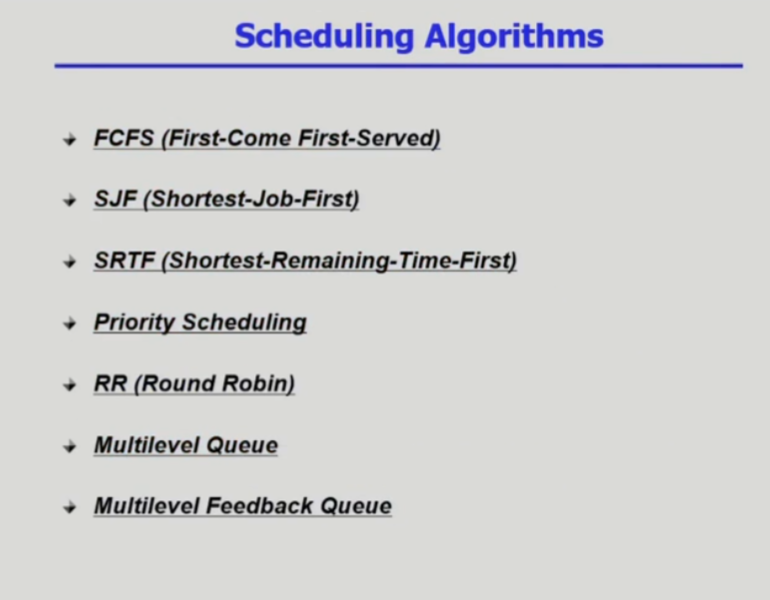 Scheduling Algorithms
FCFS (First-Come First-Served)
SJF (Shortest-Job-First)
SRTF (Shortest-Remaining-Time-First)
Priority Scheduling
RR (Round Robin)
Multilevel Queue
Multilevel Feedback Queue